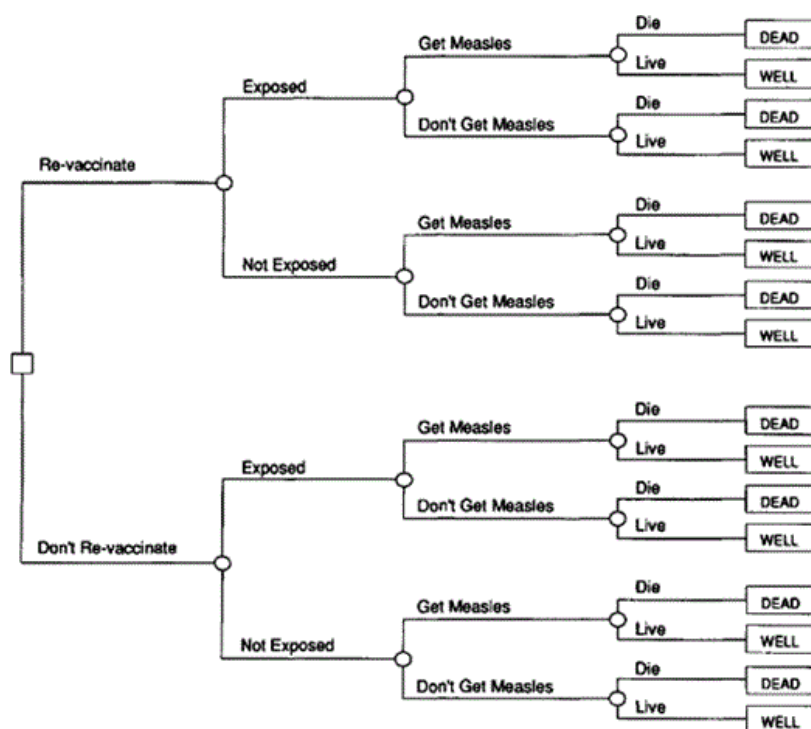 Die
DEAD
Get Measles
Live
WELL
Exposed
Die
DEAD
Don't Get Measles
Live
WELL
Re-vaccinate
Die
DEAD
Get Measles
Live
WELL
Not Exposed
Die
DEAD
Don't Get Measles
Live
WELL
Die
DEAD
Get Measles
Live
WELL
Exposed
Die
DEAD
Don't Get Measles
Live
WELL
Don't Re-vaccinate
Die
DEAD
Get Measles
Live
WELL
Not Exposed
Die
DEAD
Don't Get Measles
Live
WELL